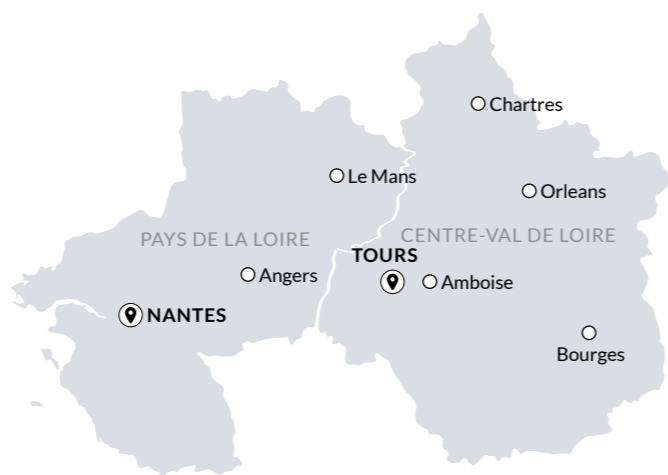 Chartres
Le Mans
Orleans
PAYS DE LA LOIRE
CENTRE-VAL DE LOIRE
TOURS
Angers
Amboise
NANTES
Bourges